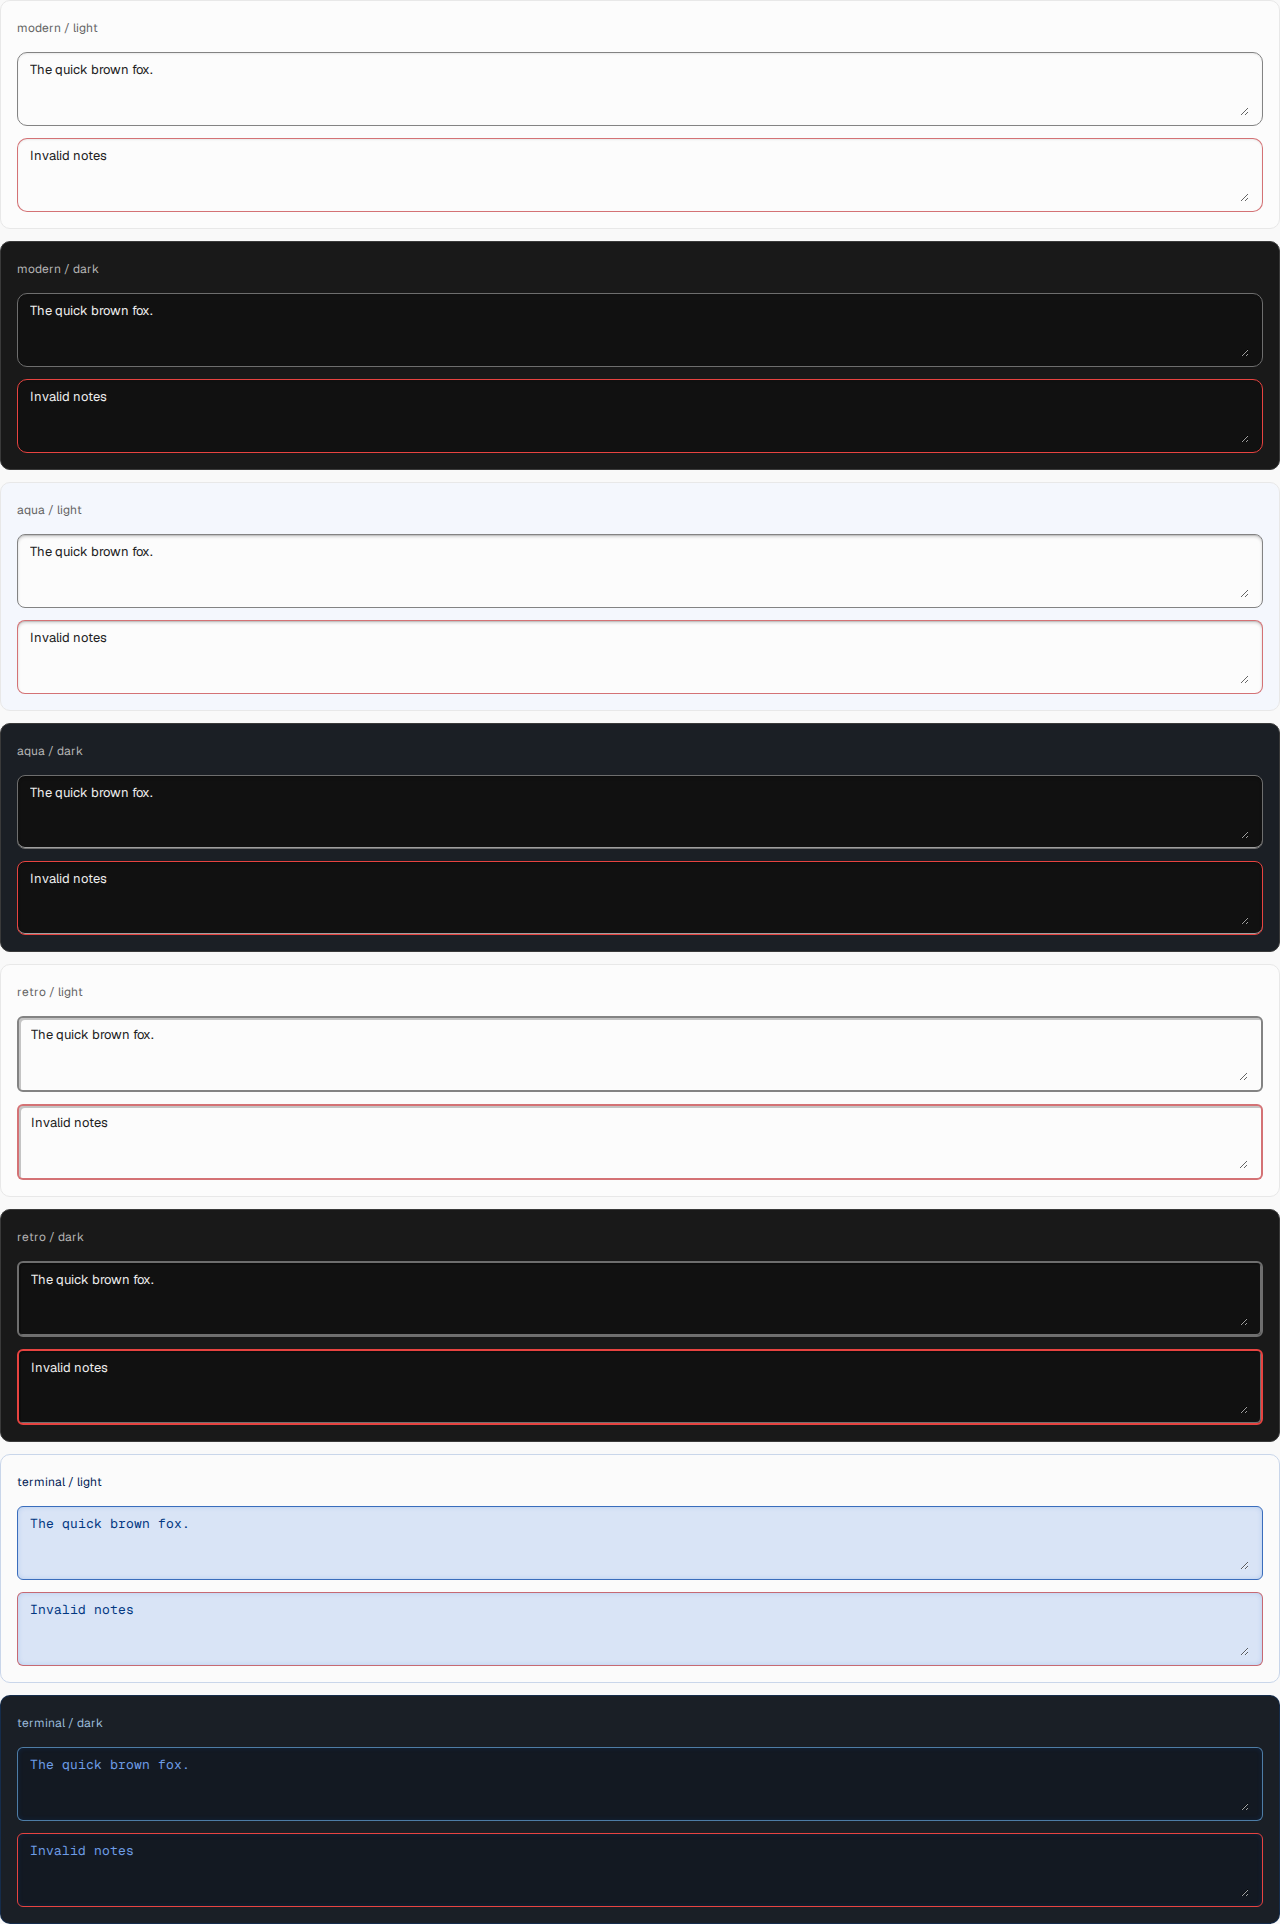 modern / light
The quick brown fox.
Invalid notes
modern / dark
The quick brown fox.
Invalid notes
aqua / light
The quick brown fox.
Invalid notes
aqua / dark
The quick brown fox.
Invalid notes
retro / light
The quick brown fox.
Invalid notes
retro / dark
The quick brown fox.
Invalid notes
terminal / light
The quick brown fox.
Invalid notes
terminal / dark
The quick brown fox.
Invalid notes